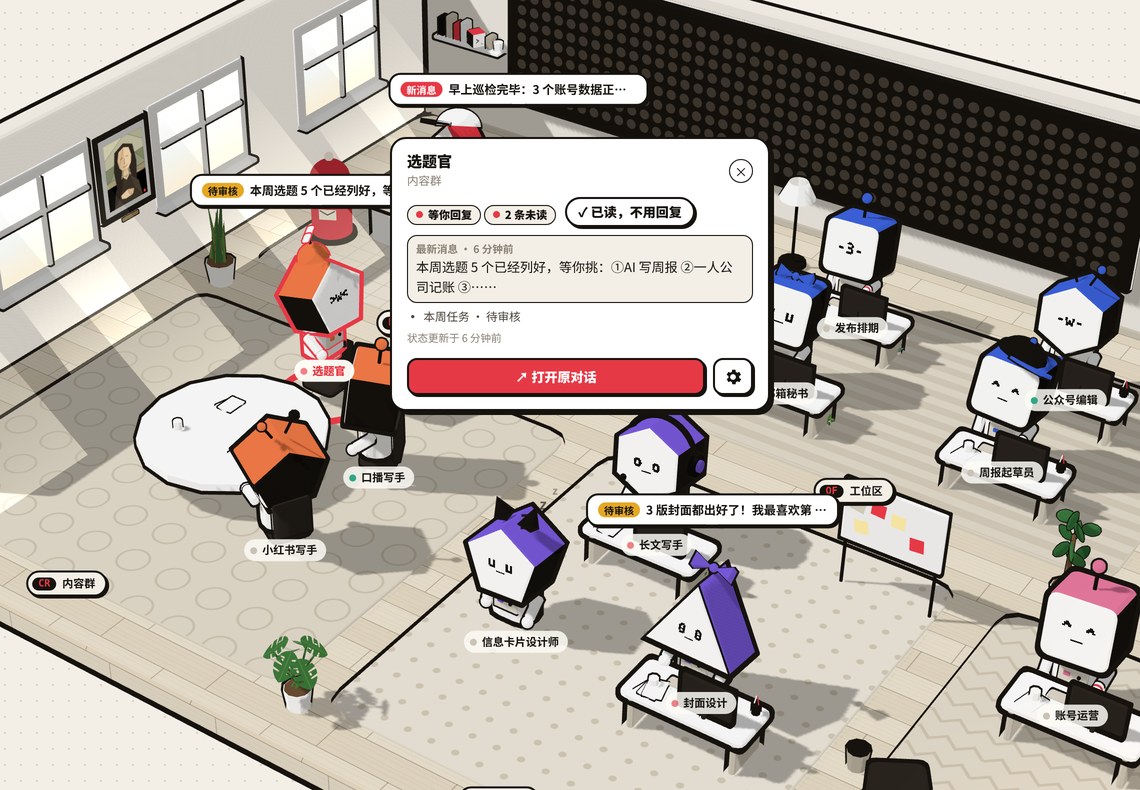 新消息 早上巡检完毕：3 个账号数据正…
待审核 本周选题 5 个已经列好，等
选题官
内容群
等你回复
2 条未读
✓ 已读，不用回复
最新消息 · 6 分钟前
本周选题 5 个已经列好，等你挑：①AI 写周报 ②一人公
司记账 ③……
• 本周任务 · 待审核
状态更新于 6 分钟前
↗ 打开原对话
选题官
发布排期
箱秘书
公众号编辑
周报起草员
口播写手
OF 工位区
待审核 3 版封面都出好了！我最喜欢第 …
长文写手
小红书写手
CR 内容群
信息卡片设计师
封面设计
账号运营
z
z